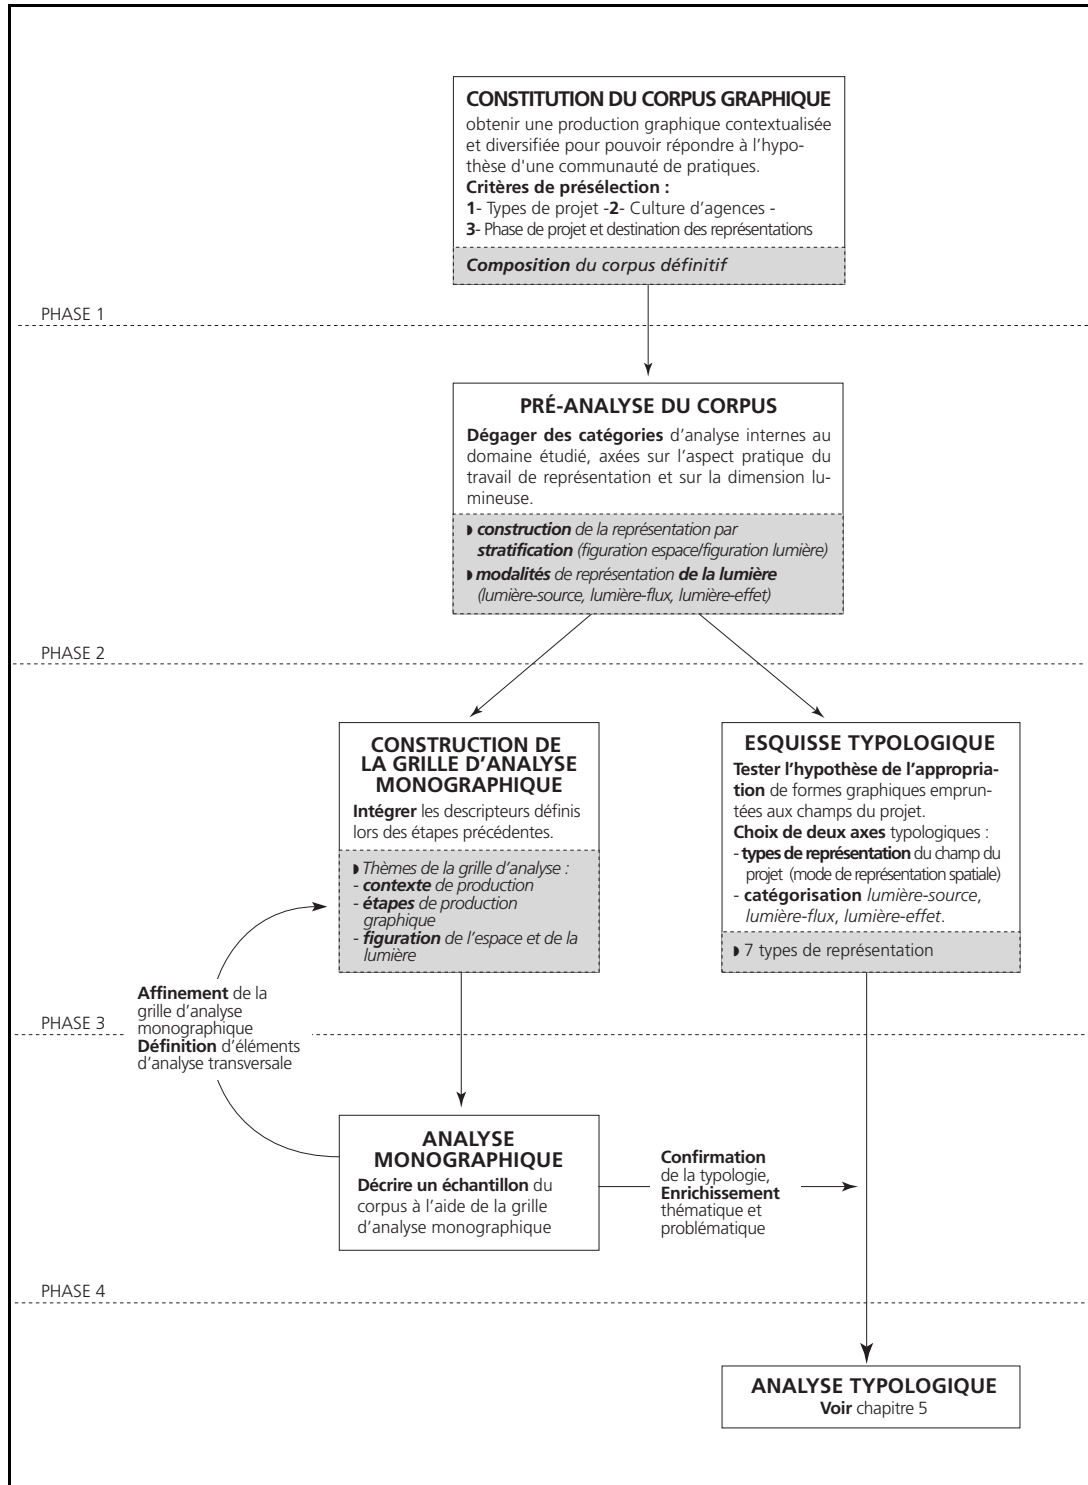 CONSTITUTION DU CORPUS GRAPHIQUE
obtenir une production graphique contextualisée
et diversifiée pour pouvoir répondre à l'hypo-
thèse d'une communauté de pratiques.
Critères de présélection :
1- Types de projet -2- Culture d'agences -
3- Phase de projet et destination des représentations
Composition du corpus définitif
PHASE 1
PRÉ-ANALYSE DU CORPUS
Dégager des catégories d'analyse internes au
domaine étudié, axées sur l'aspect pratique du
travail de représentation et sur la dimension lu-
mineuse.
◗ construction de la représentation par
stratification (figuration espace/figuration lumière)
◗ modalités de représentation de la lumière
(lumière-source, lumière-flux, lumière-effet)
PHASE 2
CONSTRUCTION DE
LA GRILLE D'ANALYSE
MONOGRAPHIQUE
Intégrer les descripteurs définis
lors des étapes précédentes.
◗ Thèmes de la grille d'analyse :
- contexte de production
- étapes de production
graphique
- figuration de l'espace et de la
lumière
ESQUISSE TYPOLOGIQUE
Tester l'hypothèse de l'appropria-
tion de formes graphiques emprun-
tées aux champs du projet.
Choix de deux axes typologiques :
- types de représentation du champ du
projet (mode de représentation spatiale)
- catégorisation lumière-source,
lumière-flux, lumière-effet.
◗ 7 types de représentation
Affinement de la
grille d'analyse
monographique
Définition d'éléments
d'analyse transversale
PHASE 3
ANALYSE
MONOGRAPHIQUE
Décrire un échantillon du
corpus à l'aide de la grille
d'analyse monographique
Confirmation
de la typologie,
Enrichissement
thématique et
problématique
PHASE 4
ANALYSE TYPOLOGIQUE
Voir chapitre 5